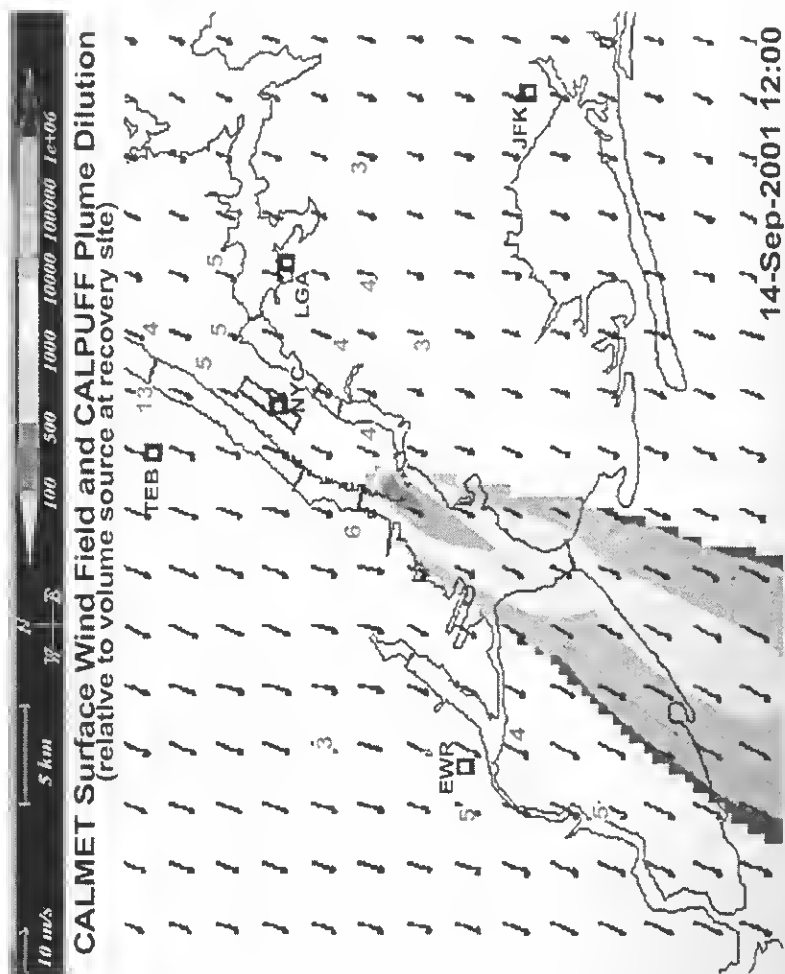 10 m/s 5 km W N E 100 500 1000 10000 100000 1e+06
CALMET Surface Wind Field and CALPUFF Plume Dilution
(relative to volume source at recovery site)
TEB
13
4
5
5
5
NYC
LGA
6
4
4
4
3
3
3
EWR
5
4
5
JFK
14-Sep-2001 12:00